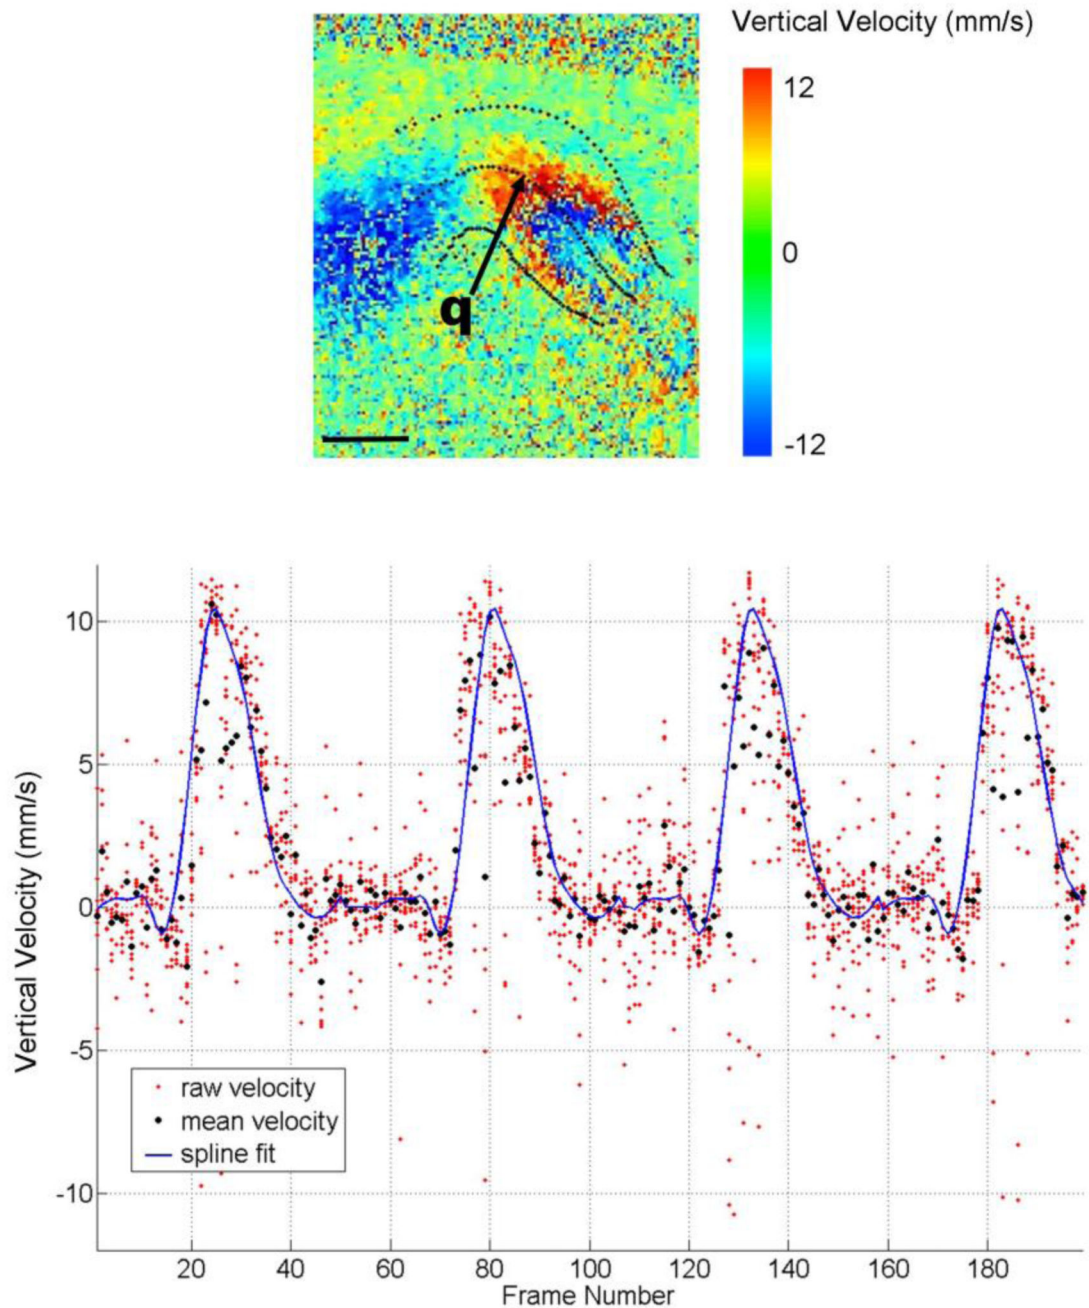 Vertical Velocity (mm/s)
12
0
-12
q
10
5
0
-5
-10
Vertical Velocity (mm/s)
raw velocity
mean velocity
spline fit
20 40 60 80 100 120 140 160 180
Frame Number